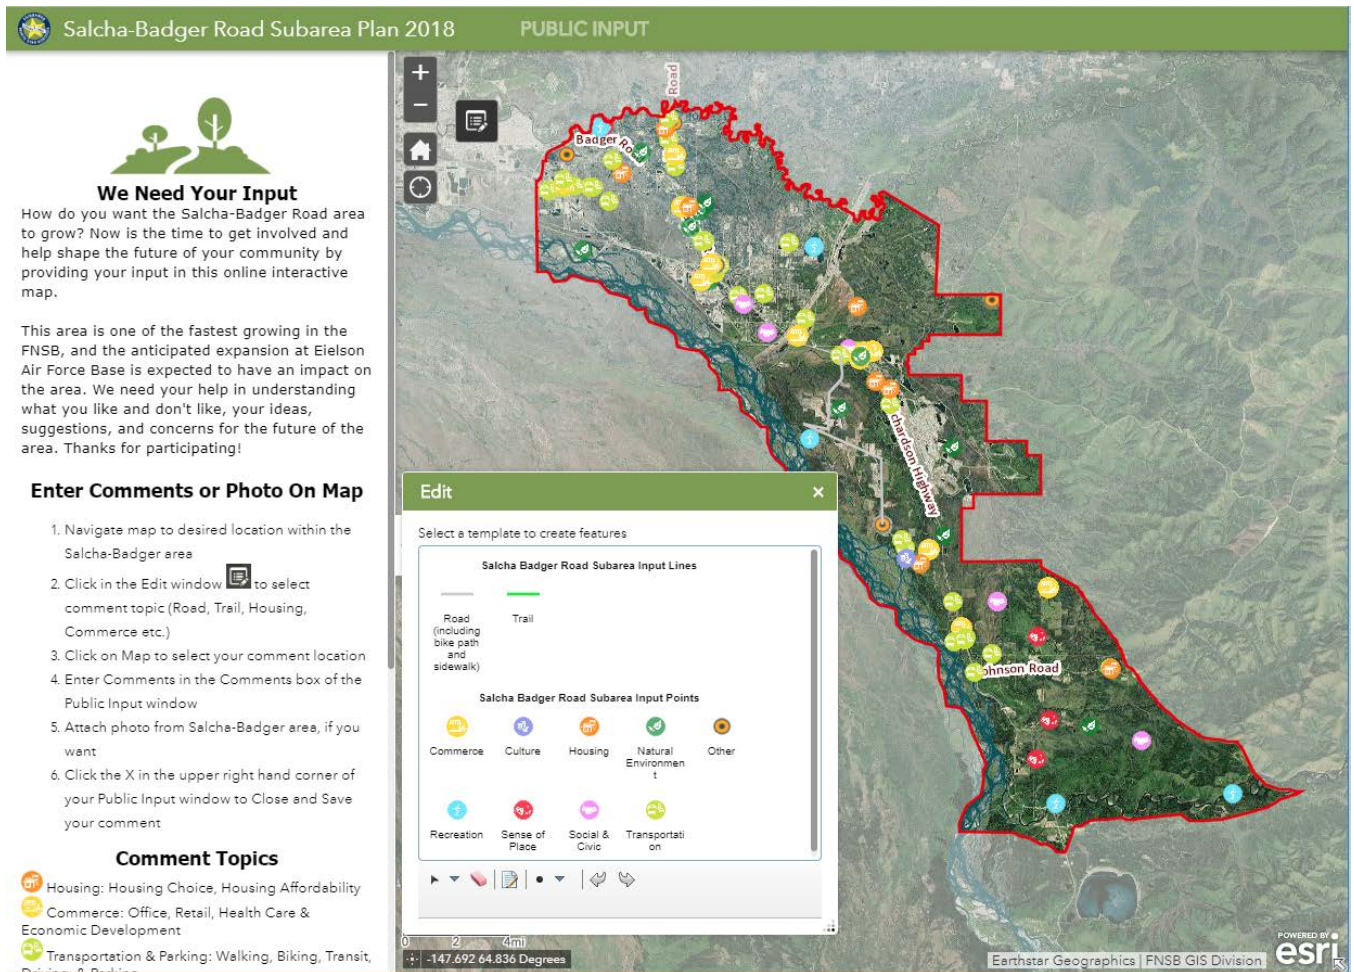 Salcha-Badger Road Subarea Plan 2018
PUBLIC INPUT
We Need Your Input
How do you want the Salcha-Badger Road area
to grow? Now is the time to get involved and
help shape the future of your community by
providing your input in this online interactive
map.
This area is one of the fastest growing in the
FNSB, and the anticipated expansion at Eielson
Air Force Base is expected to have an impact on
the area. We need your help in understanding
what you like and don't like, your ideas,
suggestions, and concerns for the future of the
area. Thanks for participating!
Enter Comments or Photo On Map
1. Navigate map to desired location within the
Salcha-Badger area
2. Click in the Edit window to select
comment topic (Road, Trail, Housing,
Commerce etc.)
3. Click on Map to select your comment location
4. Enter Comments in the Comments box of the
Public Input window
5. Attach photo from Salcha-Badger area, if you
want
6. Click the X in the upper right hand corner of
your Public Input window to Close and Save
your comment
Comment Topics
Housing: Housing Choice, Housing Affordability
Commerce: Office, Retail, Health Care &
Economic Development
Transportation & Parking: Walking, Biking, Transit,
Driving, & Parking
+
−
Road
Badger Road
chardson Highway
ohnson Road
Edit
×
Select a template to create features
Salcha Badger Road Subarea Input Lines
Road
(including
bike path
and
sidewalk)
Trail
Salcha Badger Road Subarea Input Points
Commerce
Culture
Housing
Natural
Environmen
t
Other
Recreation
Sense of
Place
Social &
Civic
Transportati
on
0 2 4mi
-147.692 64.836 Degrees
Earthstar Geographics | FNSB GIS Division
POWERED BY
esri